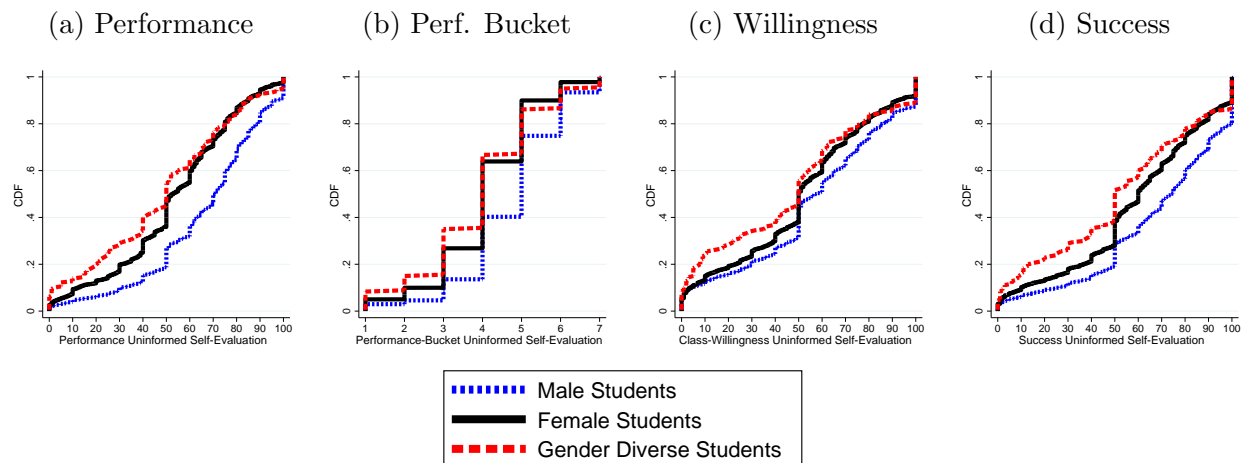 (a) Performance
(b) Perf. Bucket
(c) Willingness
(d) Success
CDF
0 .2 .4 .6 .8 1
0 10 20 30 40 50 60 70 80 90 100
Performance Uninformed Self-Evaluation
CDF
0 .2 .4 .6 .8 1
1 2 3 4 5 6 7
Performance-Bucket Uninformed Self-Evaluation
CDF
0 .2 .4 .6 .8 1
0 10 20 30 40 50 60 70 80 90 100
Class-Willingness Uninformed Self-Evaluation
CDF
0 .2 .4 .6 .8 1
0 10 20 30 40 50 60 70 80 90 100
Success Uninformed Self-Evaluation
Male Students
Female Students
Gender Diverse Students